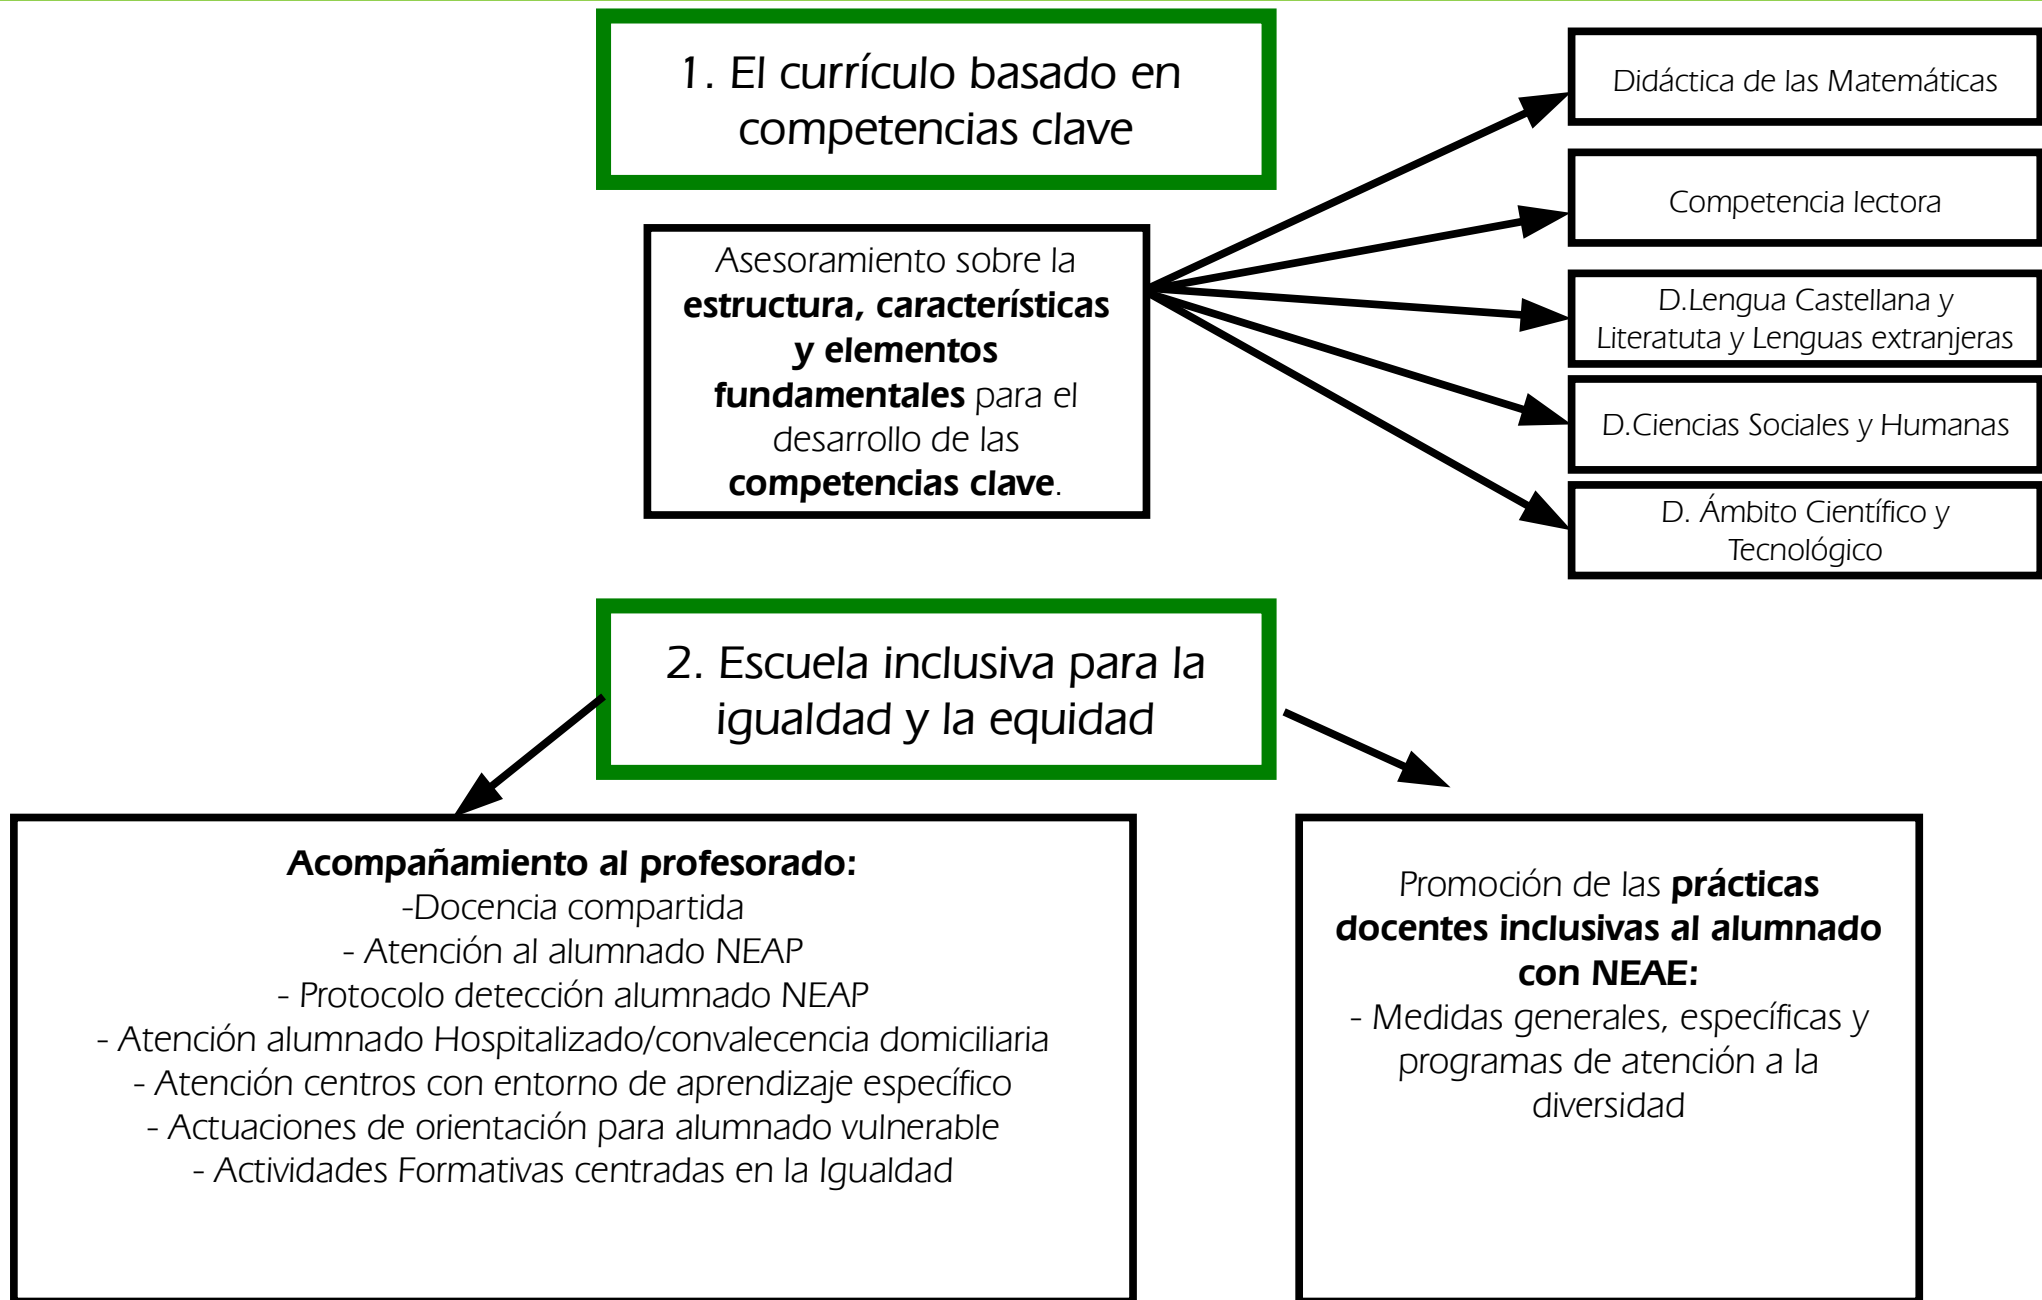 1. El currículo basado en
competencias clave
Asesoramiento sobre la
estructura, características
y elementos
fundamentales para el
desarrollo de las
competencias clave.
Didáctica de las Matemáticas
Competencia lectora
D.Lengua Castellana y
Literatuta y Lenguas extranjeras
D.Ciencias Sociales y Humanas
D. Ámbito Científico y
Tecnológico
2. Escuela inclusiva para la
igualdad y la equidad
Acompañamiento al profesorado:
-Docencia compartida
- Atención al alumnado NEAP
- Protocolo detección alumnado NEAP
- Atención alumnado Hospitalizado/convalecencia domiciliaria
- Atención centros con entorno de aprendizaje específico
- Actuaciones de orientación para alumnado vulnerable
- Actividades Formativas centradas en la Igualdad
Promoción de las prácticas
docentes inclusivas al alumnado
con NEAE:
- Medidas generales, específicas y
programas de atención a la
diversidad